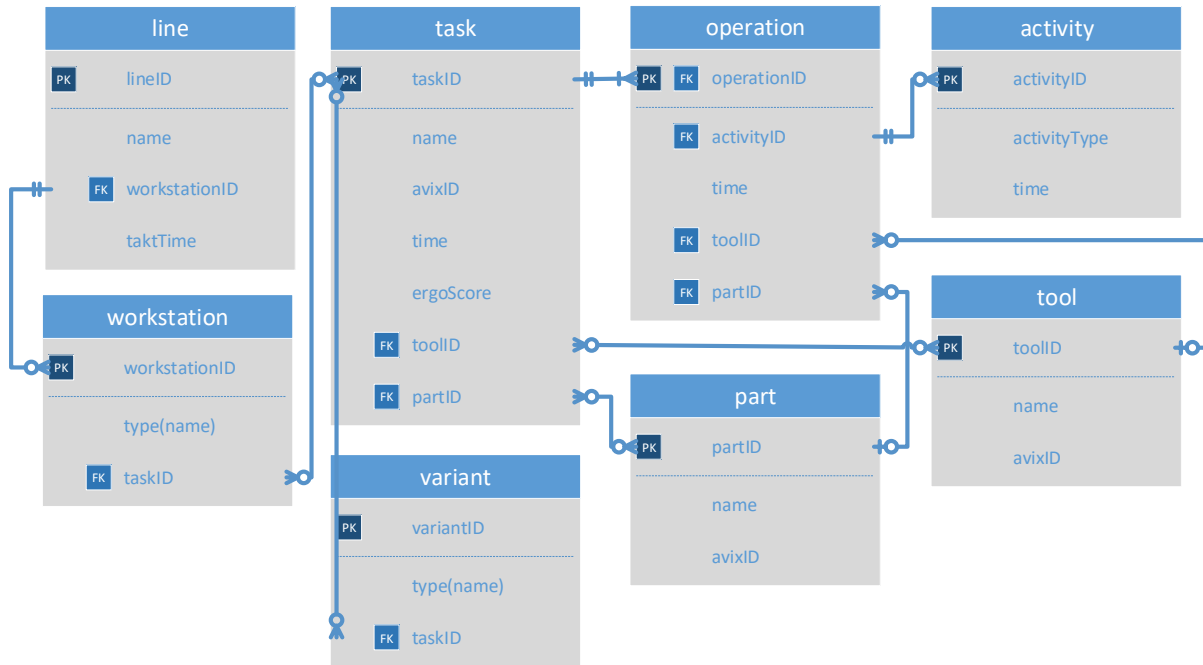 line
PK lineID
name
FK workstationID
taktTime
workstation
PK workstationID
type(name)
FK taskID
task
PK taskID
name
avixID
time
ergoScore
FK toolID
FK partID
variant
PK variantID
type(name)
FK taskID
operation
PK FK operationID
FK activityID
time
FK toolID
FK partID
part
PK partID
name
avixID
activity
PK activityID
activityType
time
tool
PK toolID
name
avixID